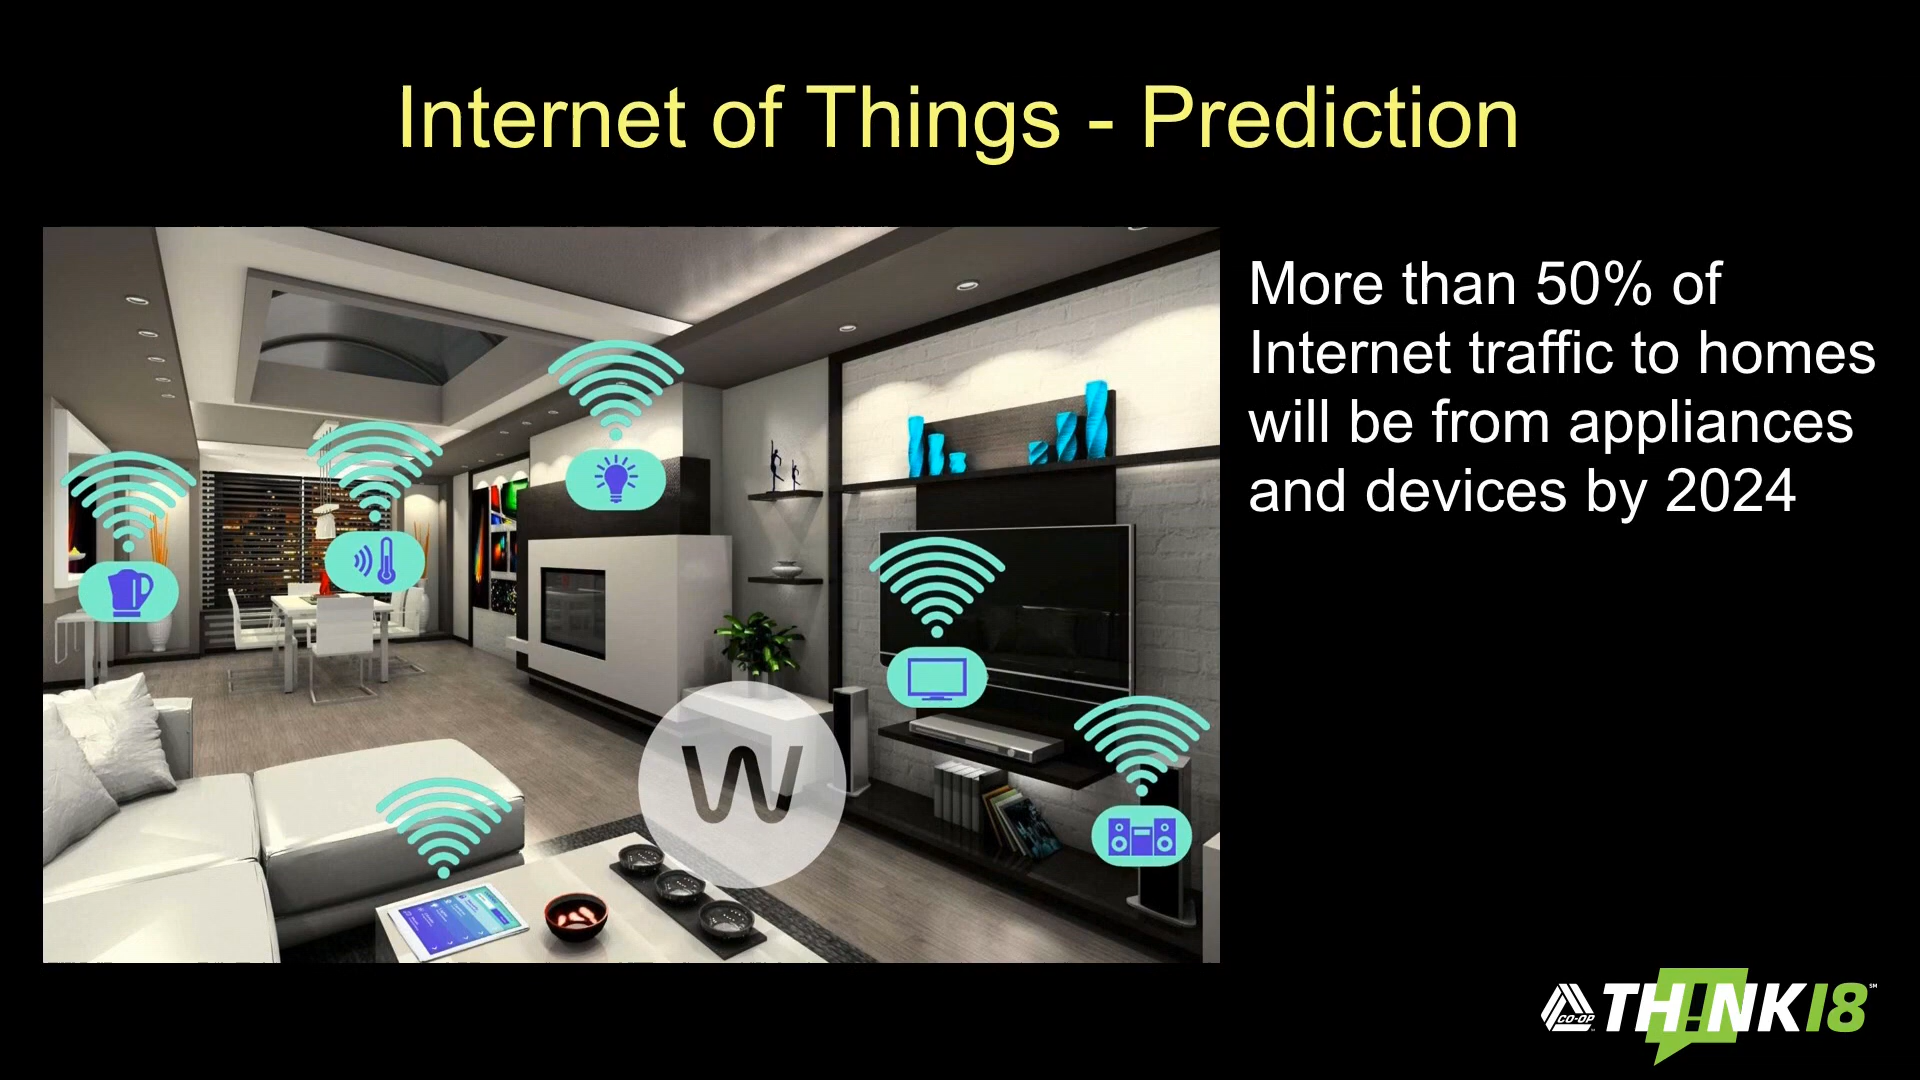 Internet of Things - Prediction
More than 50% of
Internet traffic to homes
will be from appliances
and devices by 2024
W
CO-OP TH!NK18 SM